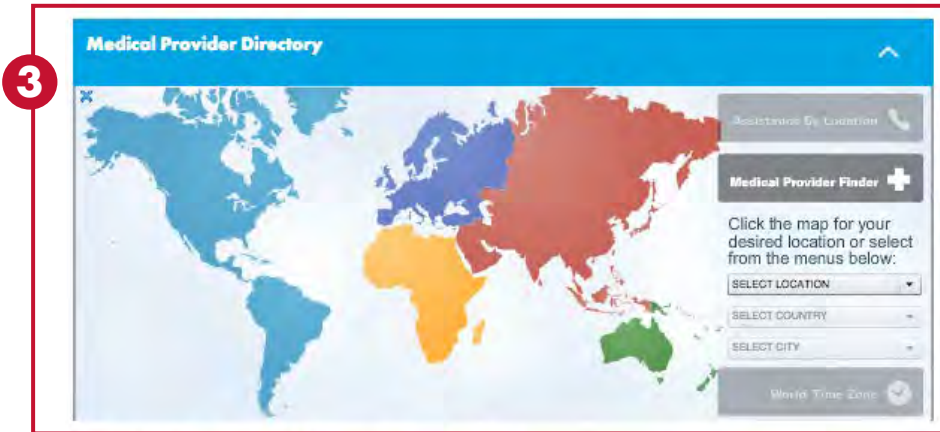 3
Medical Provider Directory
Assistance By Location
Medical Provider Finder
Click the map for your
desired location or select
from the menus below:
SELECT LOCATION
SELECT COUNTRY
SELECT CITY
World Time Zone